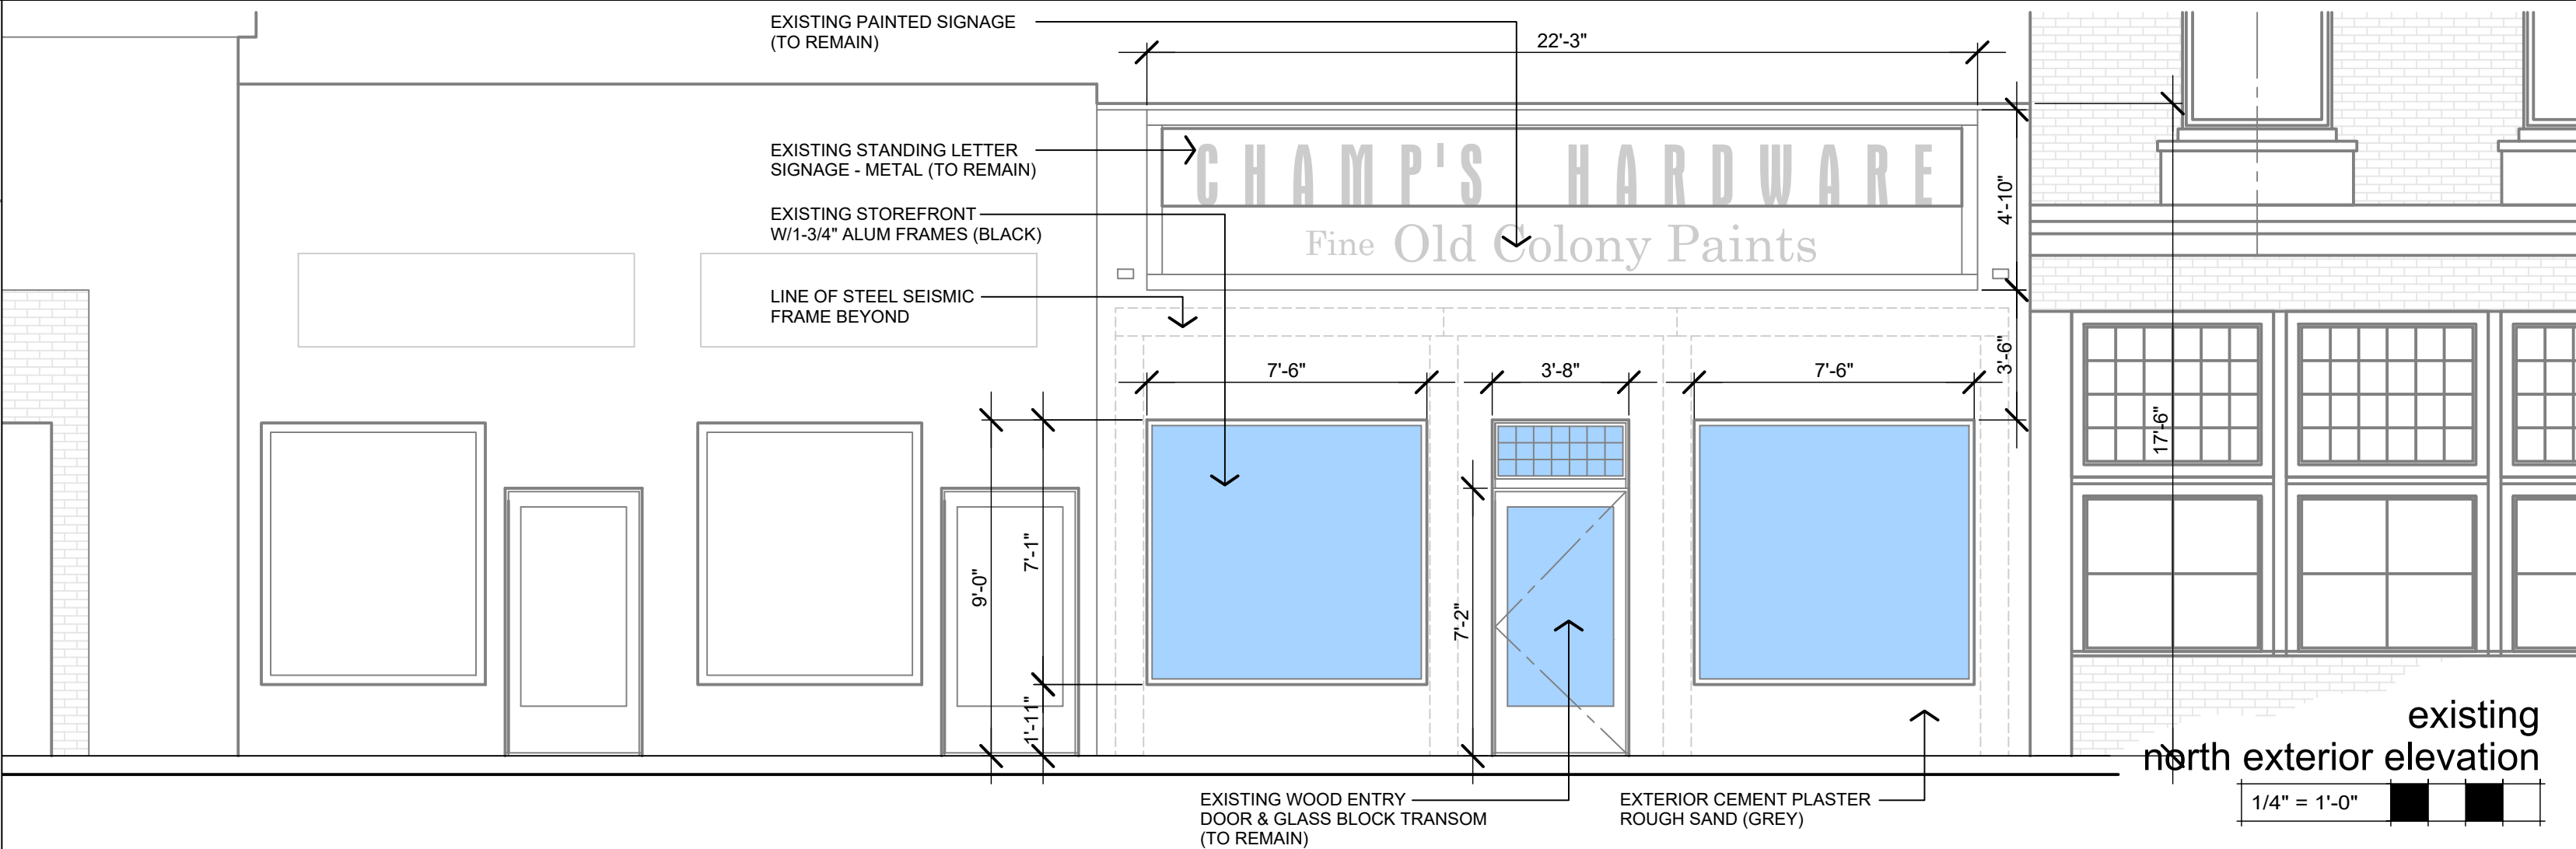 EXISTING PAINTED SIGNAGE
(TO REMAIN)
22'-3"
EXISTING STANDING LETTER
SIGNAGE - METAL (TO REMAIN)
CHAMP'S HARDWARE
4'-10"
EXISTING STOREFRONT
W/1-3/4" ALUM FRAMES (BLACK)
Fine Old Colony Paints
LINE OF STEEL SEISMIC
FRAME BEYOND
3'-6"
7'-6"
3'-8"
7'-6"
17'-6"
7'-1"
9'-0"
7'-2"
1'-11"
existing
north exterior elevation
1/4" = 1'-0"
EXISTING WOOD ENTRY
DOOR & GLASS BLOCK TRANSOM
(TO REMAIN)
EXTERIOR CEMENT PLASTER
ROUGH SAND (GREY)